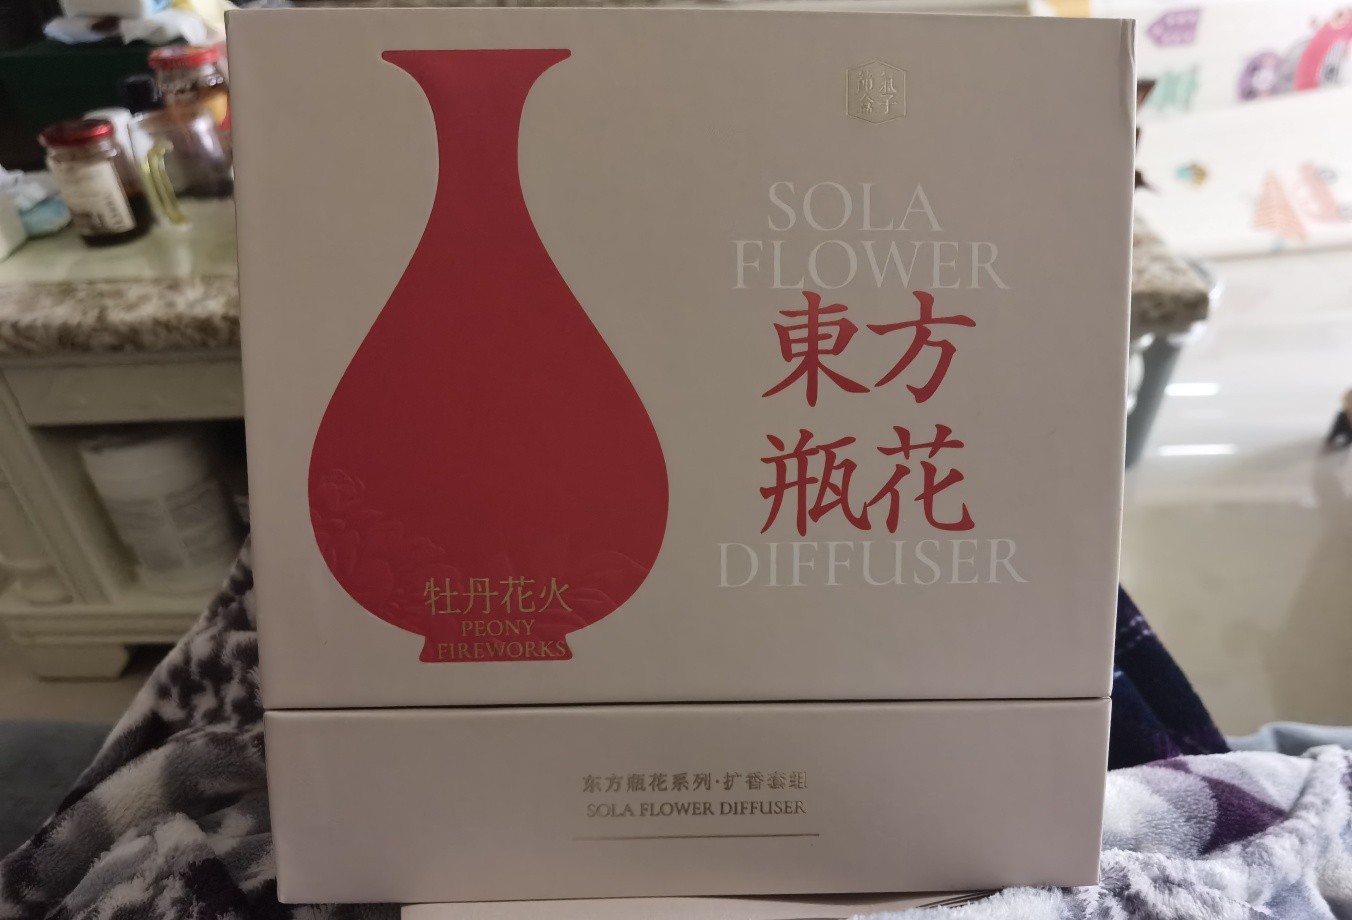 牡丹花火
PEONY
FIREWORKS
SOLA
FLOWER
東方
瓶花
DIFFUSER
东方瓶花系列·扩香套组
SOLA FLOWER DIFFUSER